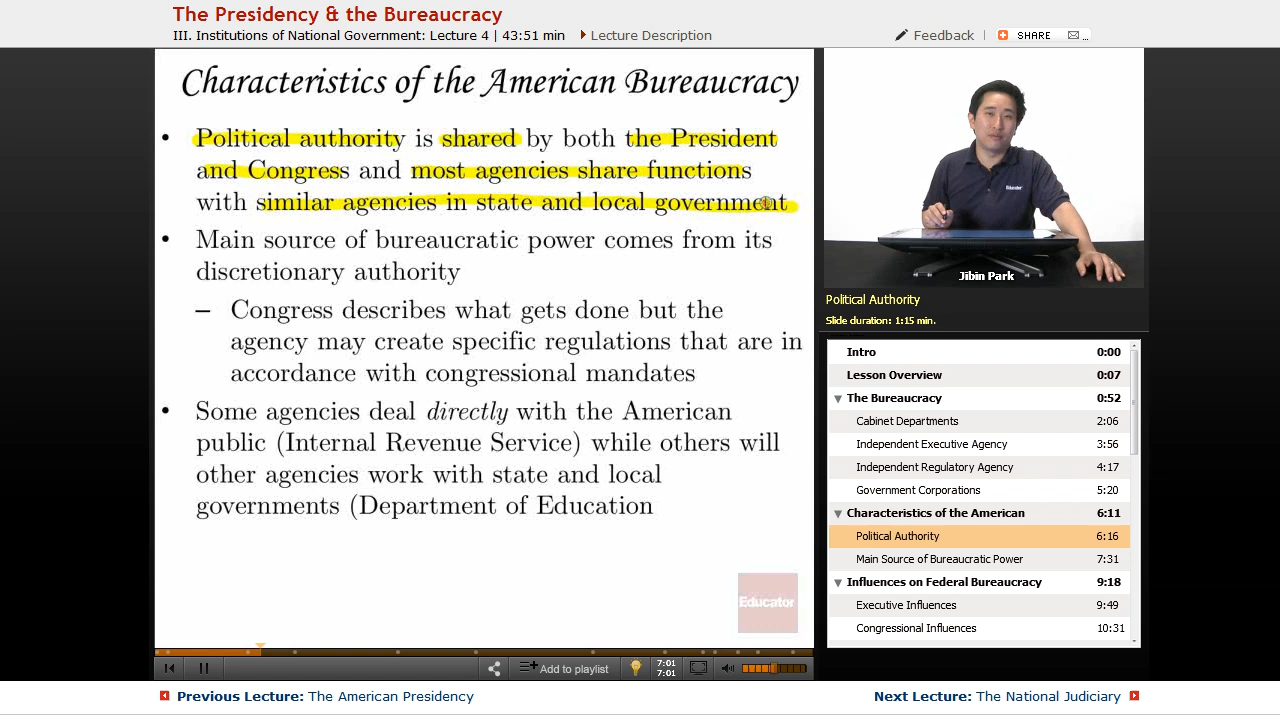 The Presidency & the Bureaucracy
III. Institutions of National Government: Lecture 4 | 43:51 min Lecture Description
Feedback | SHARE ...
Characteristics of the American Bureaucracy
• Political authority is shared by both the President
and Congress and most agencies share functions
with similar agencies in state and local government
• Main source of bureaucratic power comes from its
discretionary authority
– Congress describes what gets done but the
agency may create specific regulations that are in
accordance with congressional mandates
• Some agencies deal directly with the American
public (Internal Revenue Service) while others will
other agencies work with state and local
governments (Department of Education
Educator
Educator
Jibin Park
Political Authority
Slide duration: 1:15 min.
Intro 0:00
Lesson Overview 0:07
The Bureaucracy 0:52
Cabinet Departments 2:06
Independent Executive Agency 3:56
Independent Regulatory Agency 4:17
Government Corporations 5:20
Characteristics of the American 6:11
Political Authority 6:16
Main Source of Bureaucratic Power 7:31
Influences on Federal Bureaucracy 9:18
Executive Influences 9:49
Congressional Influences 10:31
Add to playlist
7:01
7:01
Previous Lecture: The American Presidency
Next Lecture: The National Judiciary